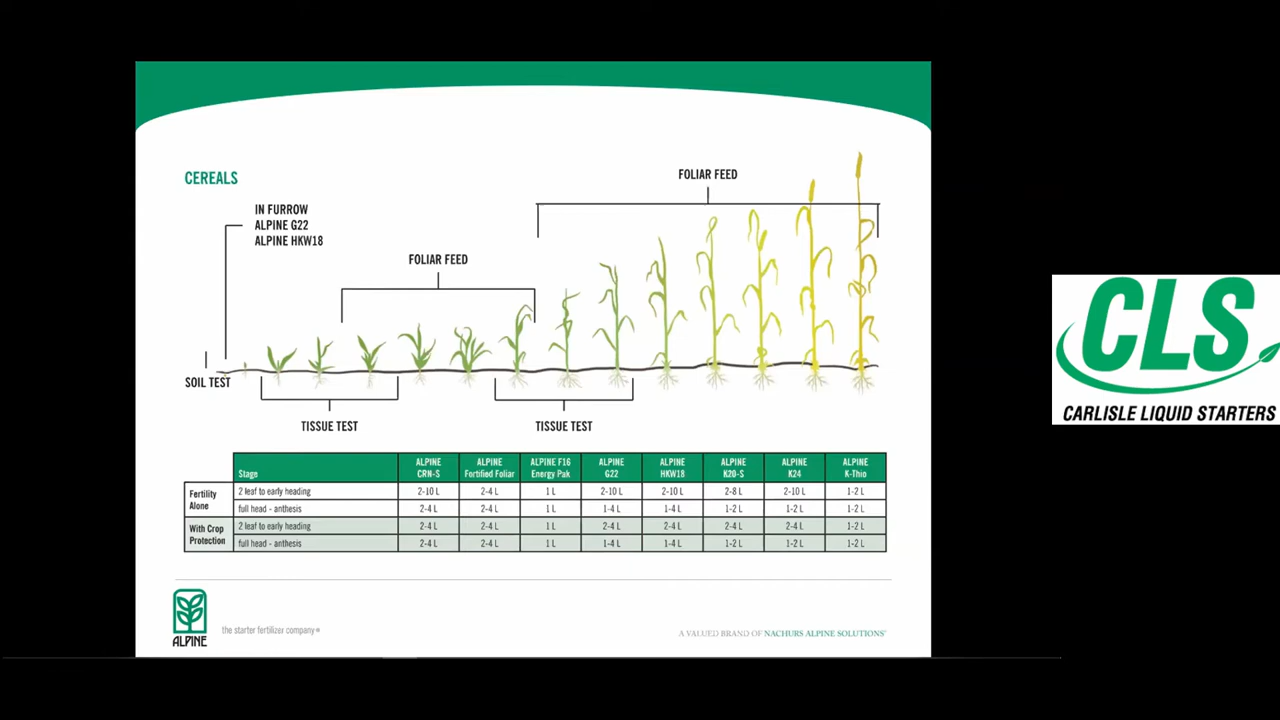 CEREALS
IN FURROW
ALPINE G22
ALPINE HKW18
FOLIAR FEED
FOLIAR FEED
SOIL TEST
TISSUE TEST
TISSUE TEST
Stage ALPINE CRN-S ALPINE Fortified Foliar ALPINE F16 Energy Pak ALPINE G22 ALPINE HKW18 ALPINE K20-S ALPINE K24 ALPINE K-Thio
Fertility Alone
2 leaf to early heading 2-10 L 2-4 L 1 L 2-10 L 2-10 L 2-8 L 2-10 L 1-2 L
full head - anthesis 2-4 L 2-4 L 1 L 1-4 L 1-4 L 1-2 L 1-2 L 1-2 L
With Crop Protection
2 leaf to early heading 2-4 L 2-4 L 1 L 2-4 L 2-4 L 2-4 L 2-4 L 1-2 L
full head - anthesis 2-4 L 2-4 L 1 L 1-4 L 1-4 L 1-2 L 1-2 L 1-2 L
ALPINE
the starter fertilizer company®
A VALUED BRAND OF NACHURS ALPINE SOLUTIONS®
CLS
CARLISLE LIQUID STARTERS